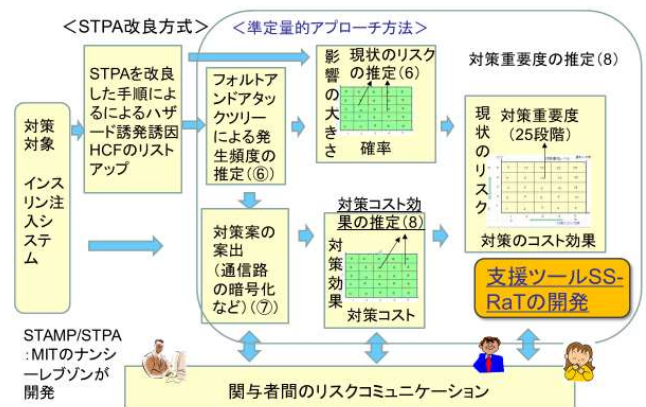 ＜STPA改良方式＞
＜準定量的アプローチ方法＞
対策
対象
インス
リン注
入シ
ステ
ム
STPAを改良
した手順によ
るによるハザ
ード誘発誘因
HCFのリスト
アップ
フォルトア
ンドアタッ
クツリー
による発
生頻度の
推定(⑥)
影響の大きさ
現状のリスク
の推定(6)
確率
対策重要度の推定(8)
現状のリスク
対策重要度
(25段階)
対策のコスト効果
対策案の
案出
(通信路
の暗号化
など)(⑦)
対策コスト効
果の推定(8)
対策効果
対策コスト
支援ツールSS-
RaTの開発
STAMP/STPA
：MITのナンシ
ーレブゾンが
開発
関与者間のリスクコミュニケーション